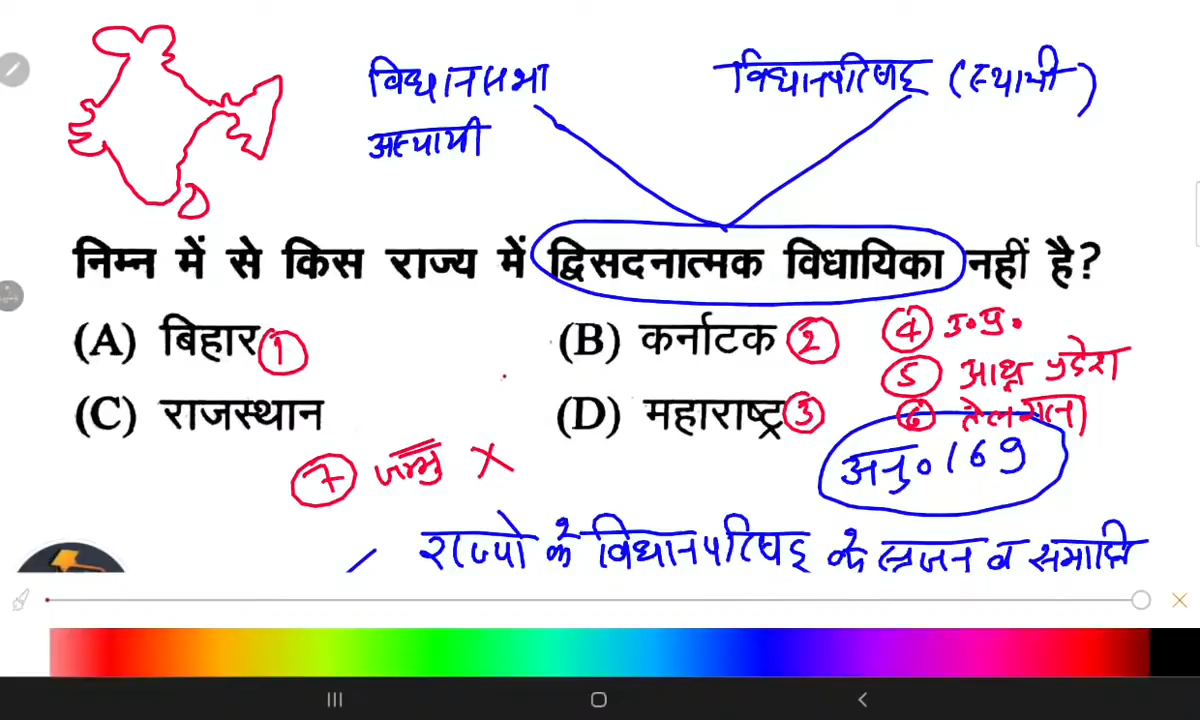 विधानसभा
विधानपरिषद (स्थायी)
अस्थायी
निम्न में से किस राज्य में द्विसदनात्मक विधायिका नहीं है?
(A) बिहार ①
(B) कर्नाटक ②
④ उ॰प्र॰
⑤ आंध्र प्रदेश
(C) राजस्थान
(D) महाराष्ट्र ③
⑥
⑦ जम्मु X
अनु॰ 169
राज्यो के विधानपरिषद के सृजन व समाप्ति